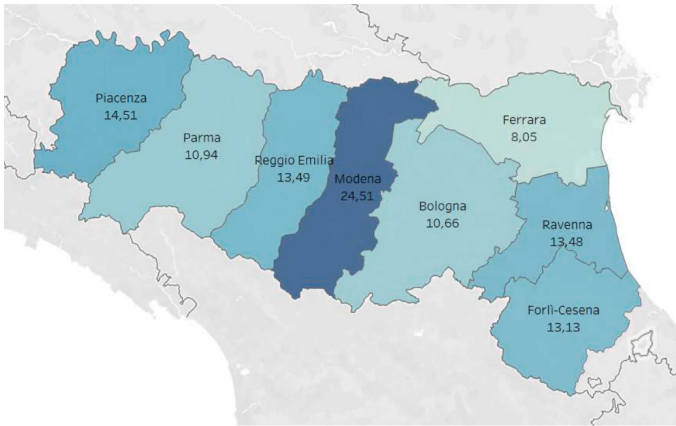 Piacenza
14,51
Parma
10,94
Reggio Emilia
13,49
Modena
24,51
Bologna
10,66
Ferrara
8,05
Ravenna
13,48
Forlì-Cesena
13,13